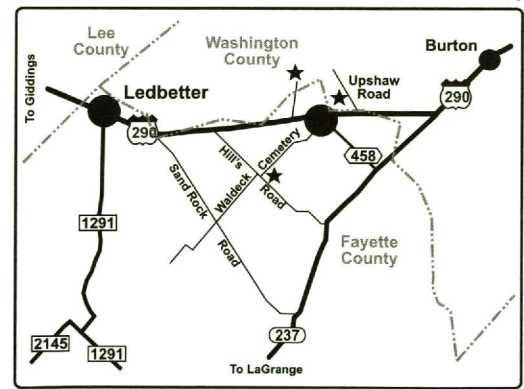 Lee
County
Washington
County
Burton
To Giddings
Ledbetter
Upshaw
Road
290
290
Hill's
Road
Cemetery
Waldeck
458
Sand Rock
Road
1291
Fayette
County
2145
1291
237
To LaGrange